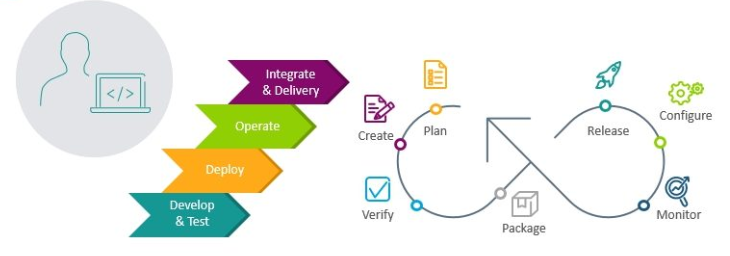 </>
Integrate
& Delivery
Operate
Deploy
Develop
& Test
Plan
Create
Verify
Package
Release
Configure
Monitor